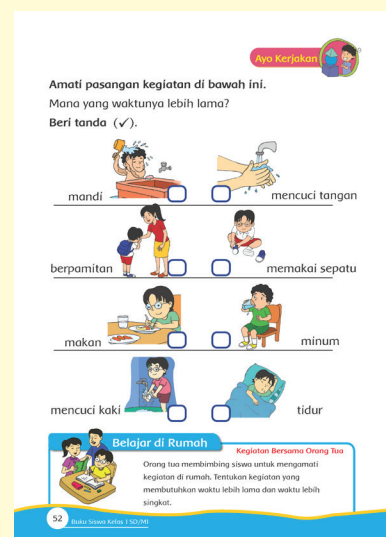 Ayo Kerjakan
Amati pasangan kegiatan di bawah ini.
Mana yang waktunya lebih lama?
Beri tanda (✓).
mandi
mencuci tangan
berpamitan
memakai sepatu
makan
minum
mencuci kaki
tidur
Belajar di Rumah
Kegiatan Bersama Orang Tua
Orang tua membimbing siswa untuk mengamati
kegiatan di rumah. Tentukan kegiatan yang
membutuhkan waktu lebih lama dan waktu lebih
singkat.
52 Buku Siswa Kelas I SD/MI